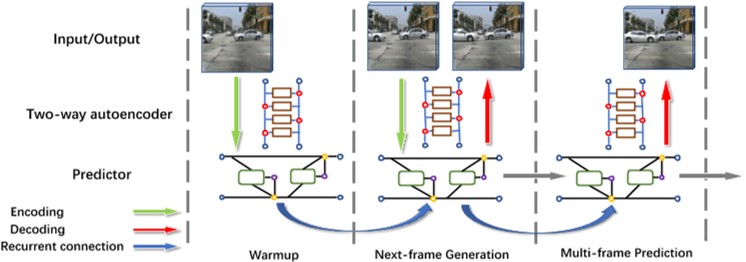 Input/Output
Two-way autoencoder
Predictor
Encoding
Decoding
Recurrent connection
Warmup
Next-frame Generation
Multi-frame Prediction